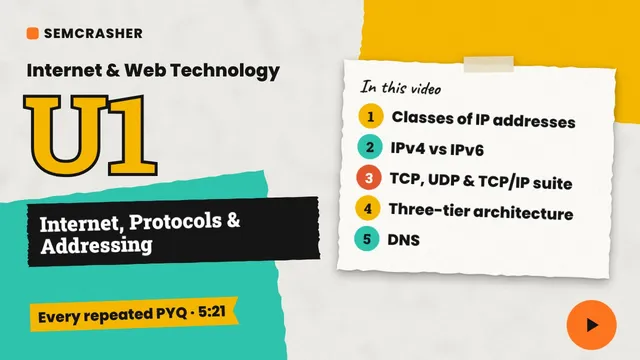 SEMCRASHER
Internet & Web Technology
U1
Internet, Protocols &
Addressing
Every repeated PYQ · 5:21
In this video
1 Classes of IP addresses
2 IPv4 vs IPv6
3 TCP, UDP & TCP/IP suite
4 Three-tier architecture
5 DNS